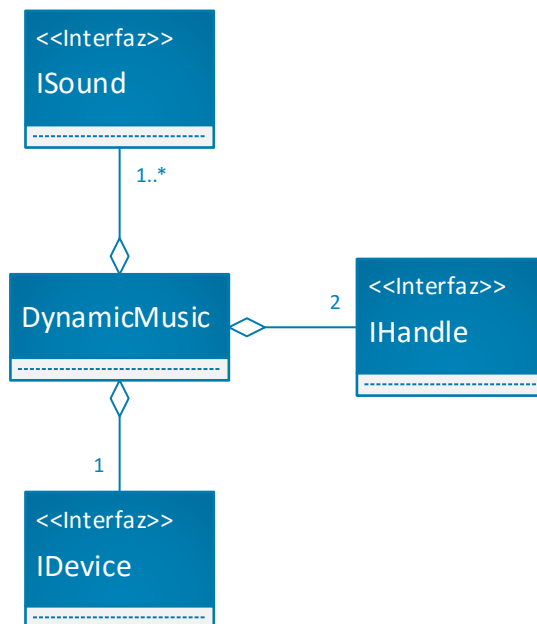 <<Interfaz>>
ISound
1..*
DynamicMusic
2
<<Interfaz>>
IHandle
1
<<Interfaz>>
IDevice